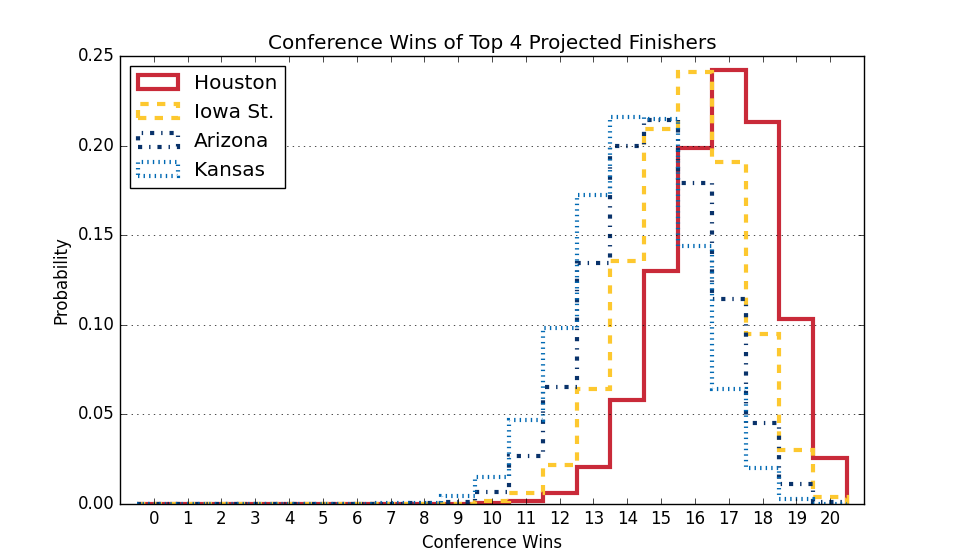 Conference Wins of Top 4 Projected Finishers
0.25
Houston
Iowa St.
Arizona
Kansas
0.20
0.15
Probability
0.10
0.05
0.00
0 1 2 3 4 5 6 7 8 9 10 11 12 13 14 15 16 17 18 19 20
Conference Wins